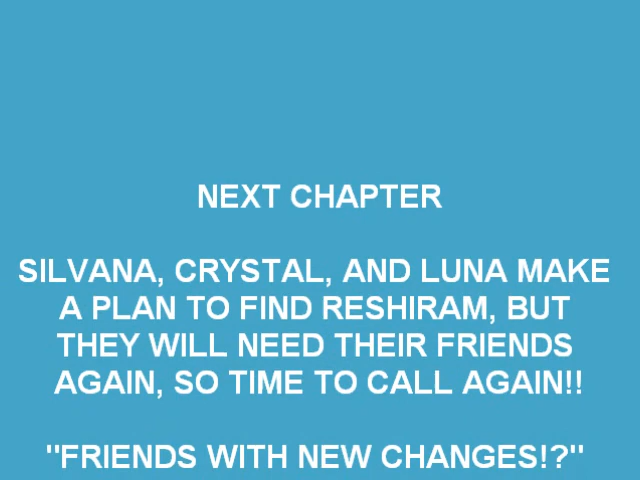 NEXT CHAPTER
SILVANA, CRYSTAL, AND LUNA MAKE
A PLAN TO FIND RESHIRAM, BUT
THEY WILL NEED THEIR FRIENDS
AGAIN, SO TIME TO CALL AGAIN!!
"FRIENDS WITH NEW CHANGES!?"